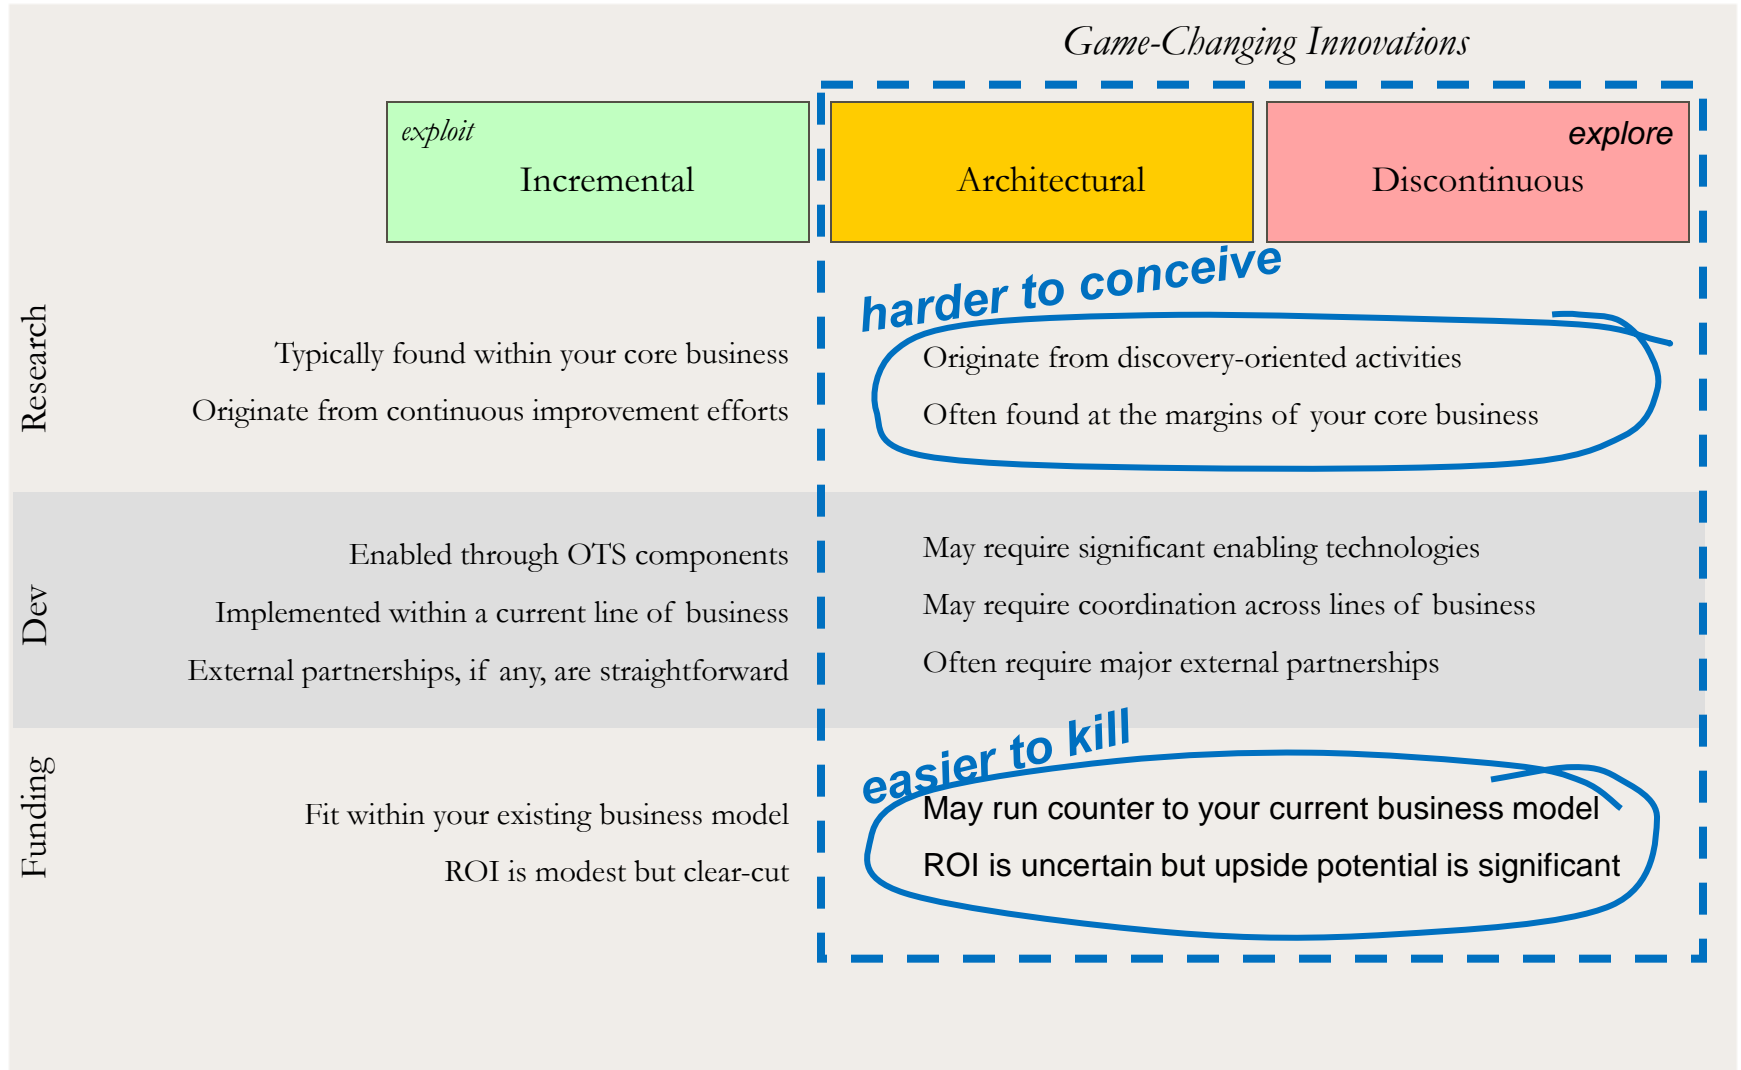 Game-Changing Innovations
exploit
Incremental
Architectural
explore
Discontinuous
harder to conceive
Research
Typically found within your core business
Originate from continuous improvement efforts
Originate from discovery-oriented activities
Often found at the margins of your core business
Dev
Enabled through OTS components
Implemented within a current line of business
External partnerships, if any, are straightforward
May require significant enabling technologies
May require coordination across lines of business
Often require major external partnerships
easier to kill
Funding
Fit within your existing business model
ROI is modest but clear-cut
May run counter to your current business model
ROI is uncertain but upside potential is significant